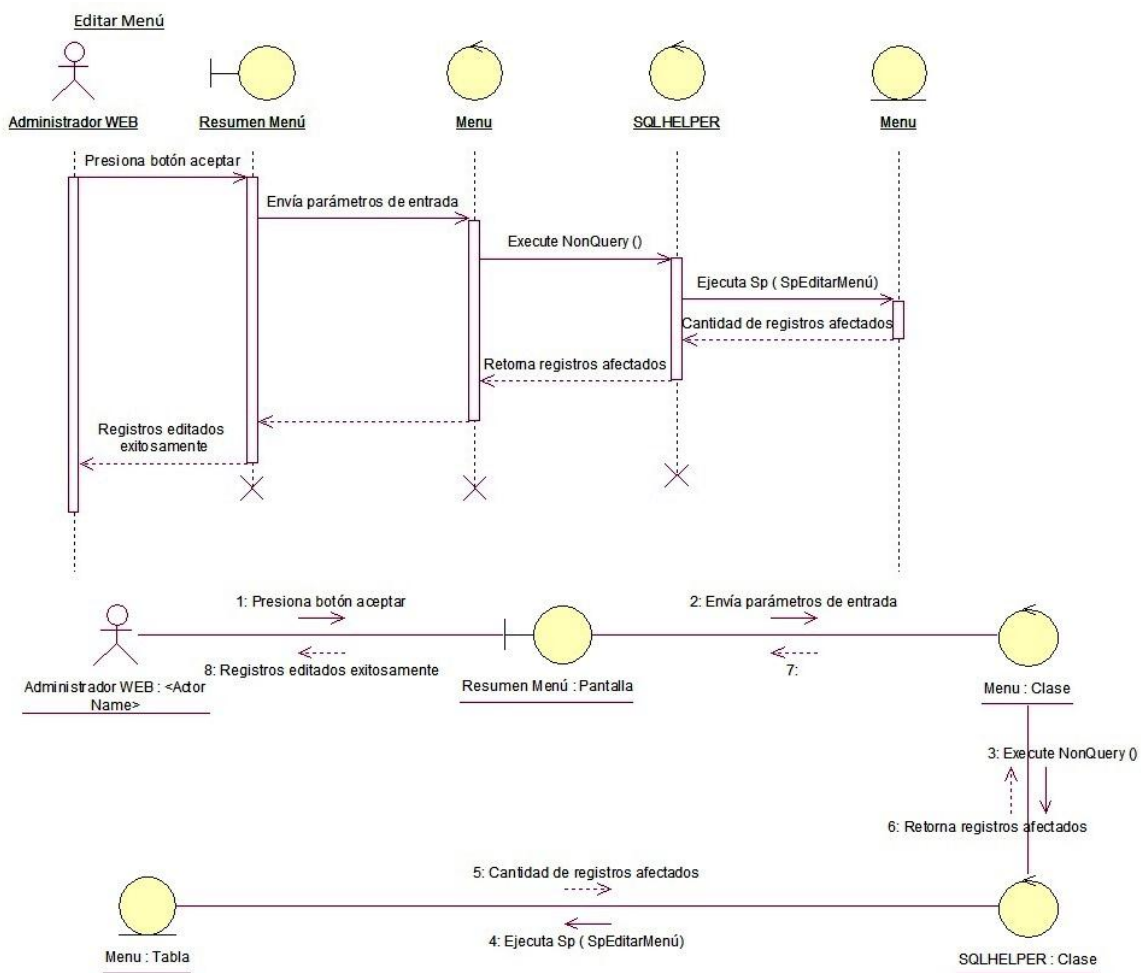 Editar Menú
Administrador WEB
Resumen Menú
Menu
SQLHELPER
Menu
Presiona botón aceptar
Envía parámetros de entrada
Execute NonQuery ()
Ejecuta Sp ( SpEditarMenú)
Cantidad de registros afectados
Retorna registros afectados
Registros editados
exitosamente
1: Presiona botón aceptar
2: Envía parámetros de entrada
8: Registros editados exitosamente
7:
Administrador WEB : <Actor
Name>
Resumen Menú : Pantalla
Menu : Clase
3: Execute NonQuery ()
6: Retorna registros afectados
5: Cantidad de registros afectados
4: Ejecuta Sp ( SpEditarMenú)
Menu : Tabla
SQLHELPER : Clase